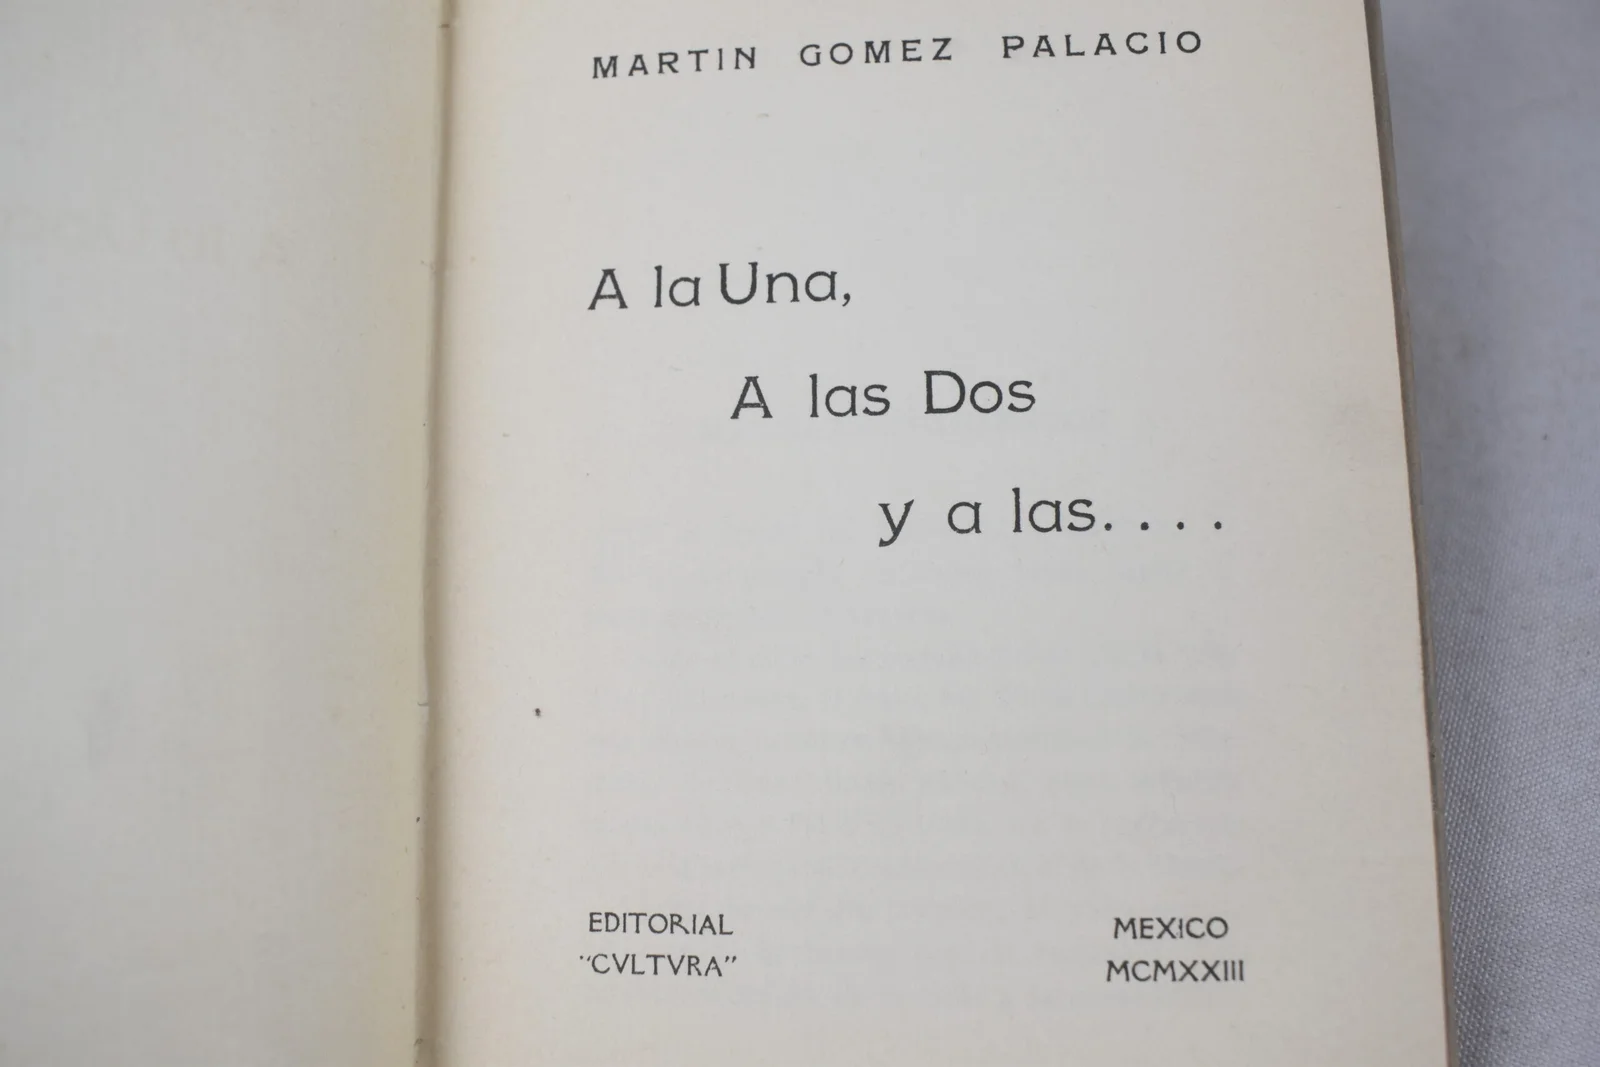 MARTIN GOMEZ PALACIO
A la Una,
A las Dos
y a las....
EDITORIAL
"CVLTVRA"
MEXICO
MCMXXIII